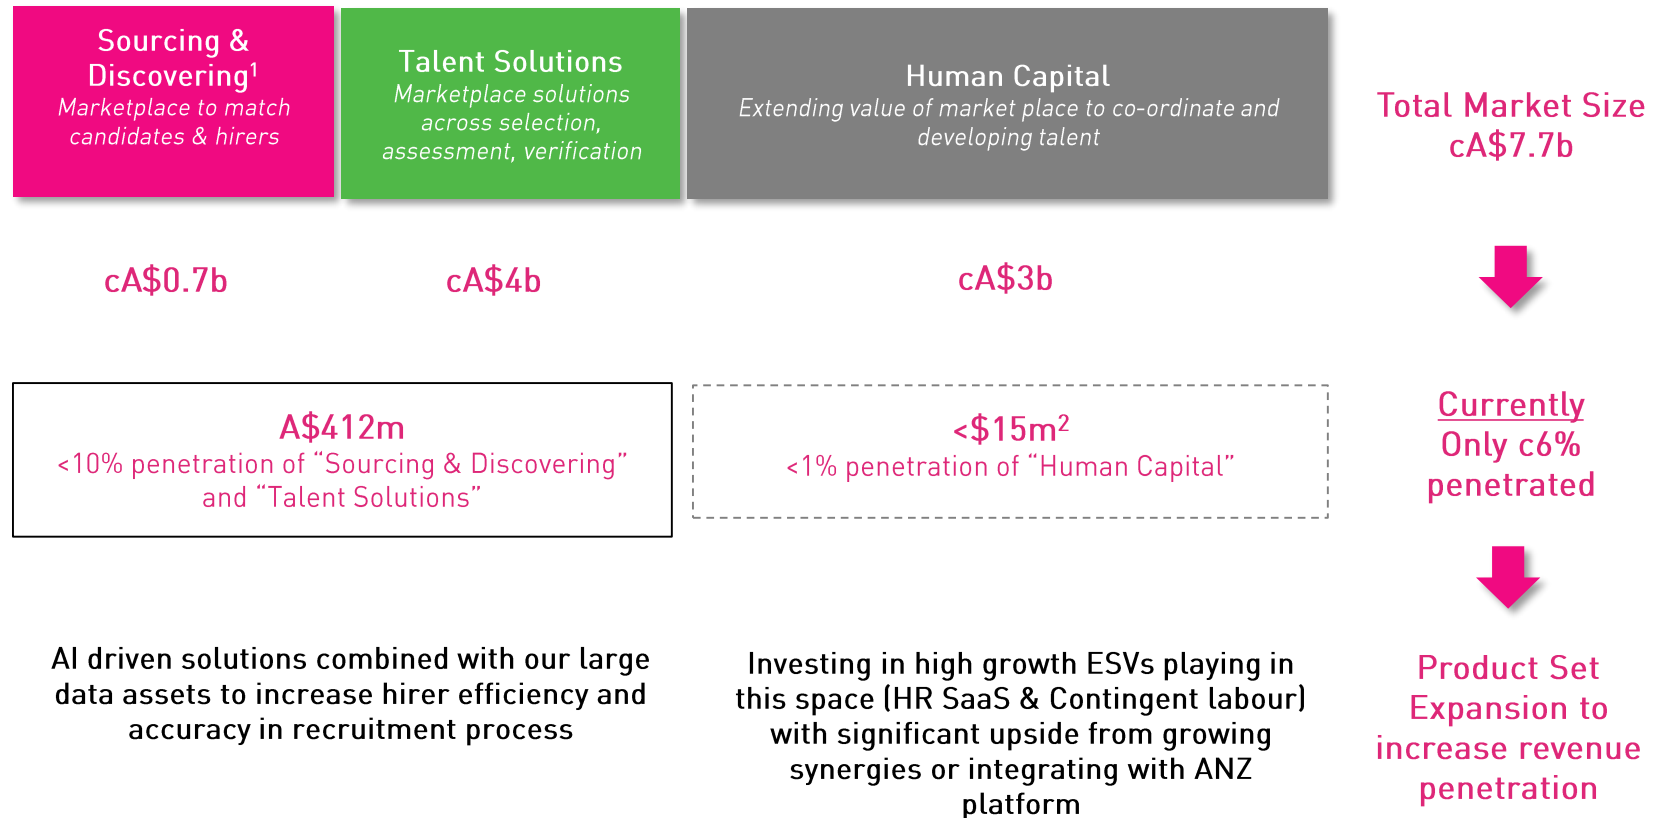 Sourcing &
Discovering¹
Marketplace to match
candidates & hirers
Talent Solutions
Marketplace solutions
across selection,
assessment, verification
Human Capital
Extending value of market place to co-ordinate and
developing talent
Total Market Size
cA$7.7b
cA$0.7b
cA$4b
cA$3b
A$412m
<10% penetration of “Sourcing & Discovering”
and “Talent Solutions”
<$15m²
<1% penetration of “Human Capital”
Currently
Only c6%
penetrated
AI driven solutions combined with our large
data assets to increase hirer efficiency and
accuracy in recruitment process
Investing in high growth ESVs playing in
this space (HR SaaS & Contingent labour)
with significant upside from growing
synergies or integrating with ANZ
platform
Product Set
Expansion to
increase revenue
penetration